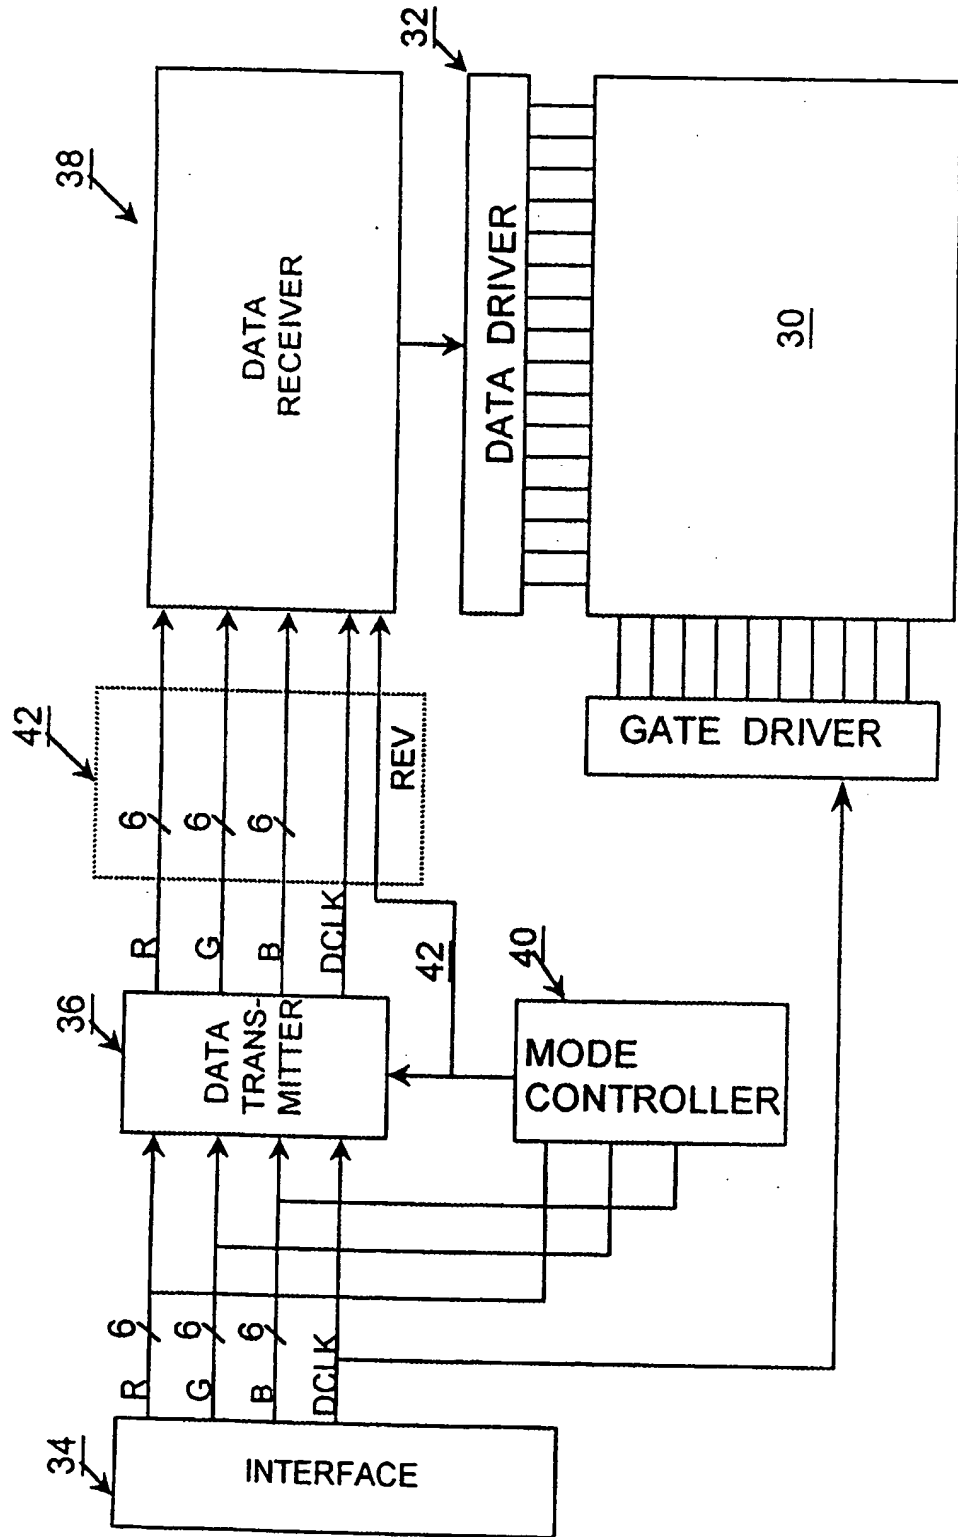 34
INTERFACE
R
G
B
DCLK
6
6
6
36
DATA
TRANS-
MITTER
R
G
B
DCLK
42
40
MODE
CONTROLLER
42
6
6
6
REV
38
DATA
RECEIVER
32
DATA DRIVER
GATE DRIVER
30